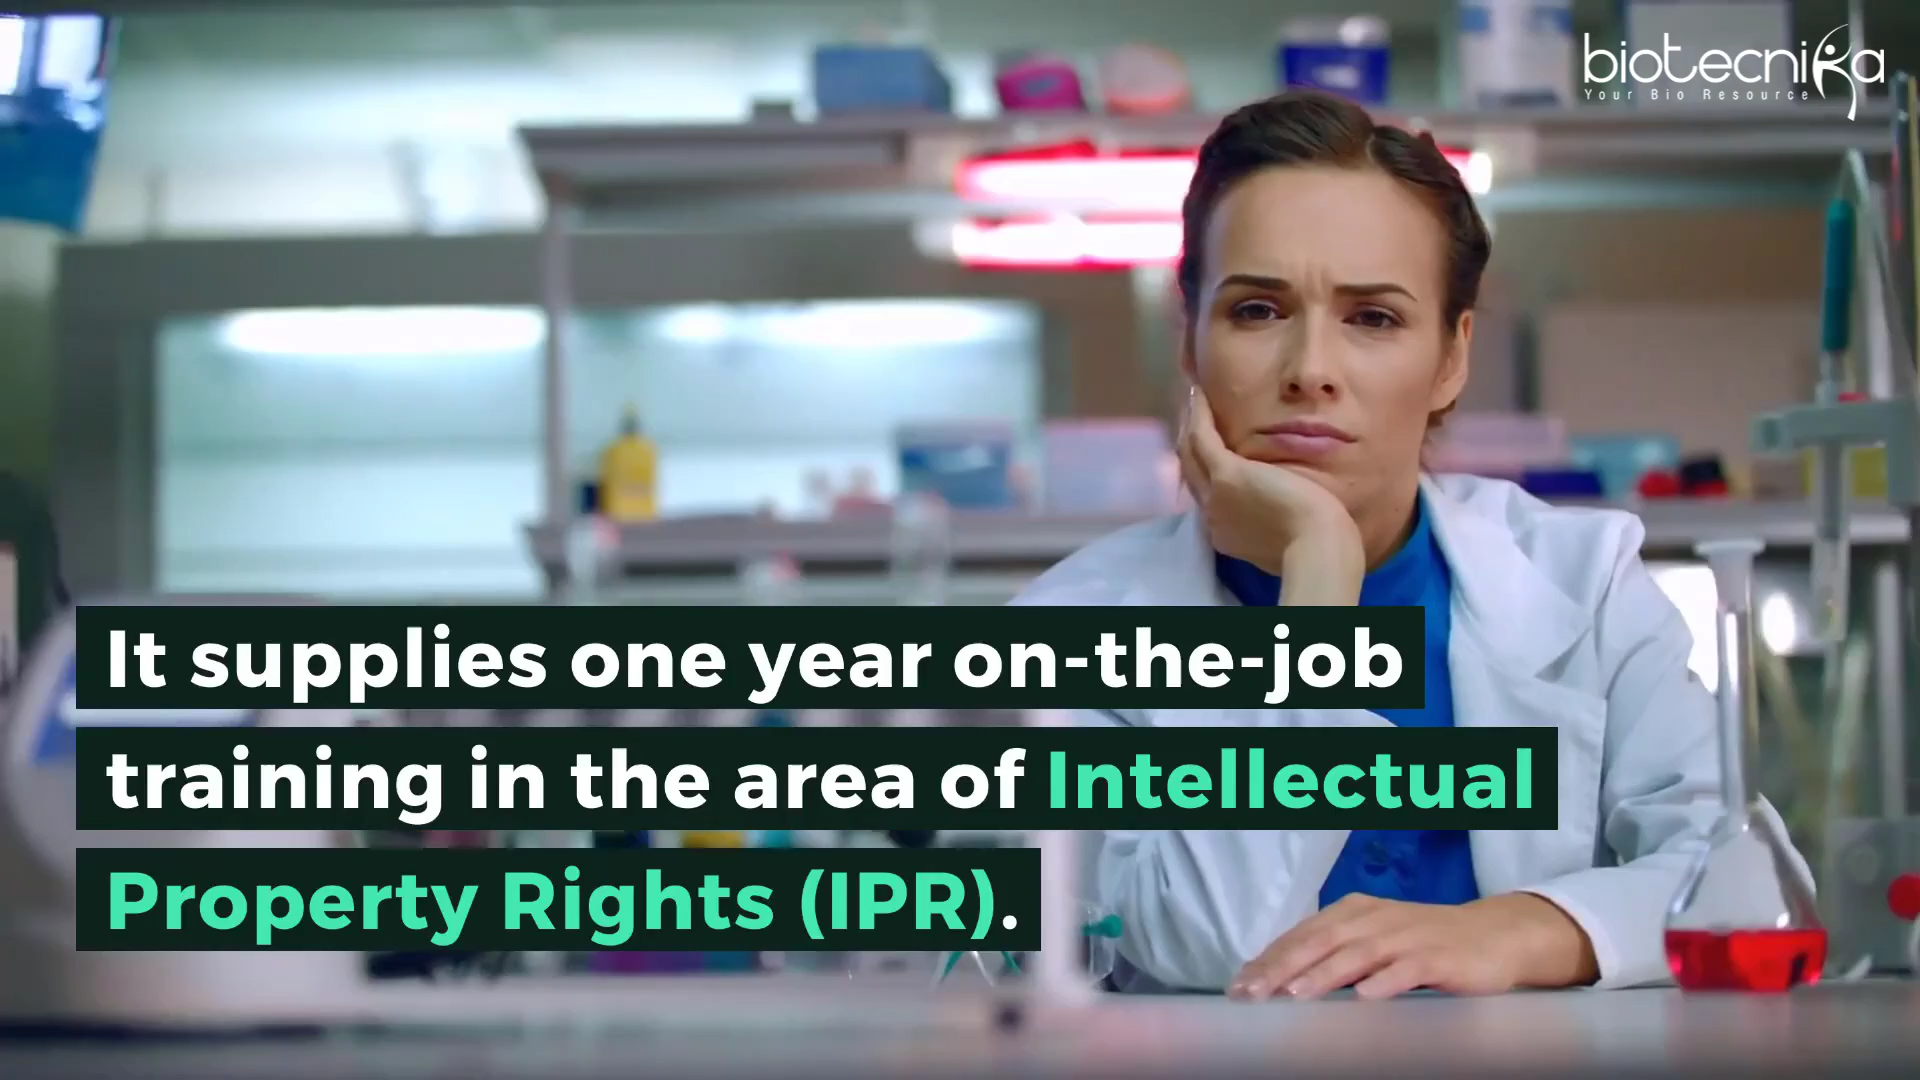 biotecnika
Your Bio Resource
It supplies one year on-the-job
training in the area of Intellectual
Property Rights (IPR).